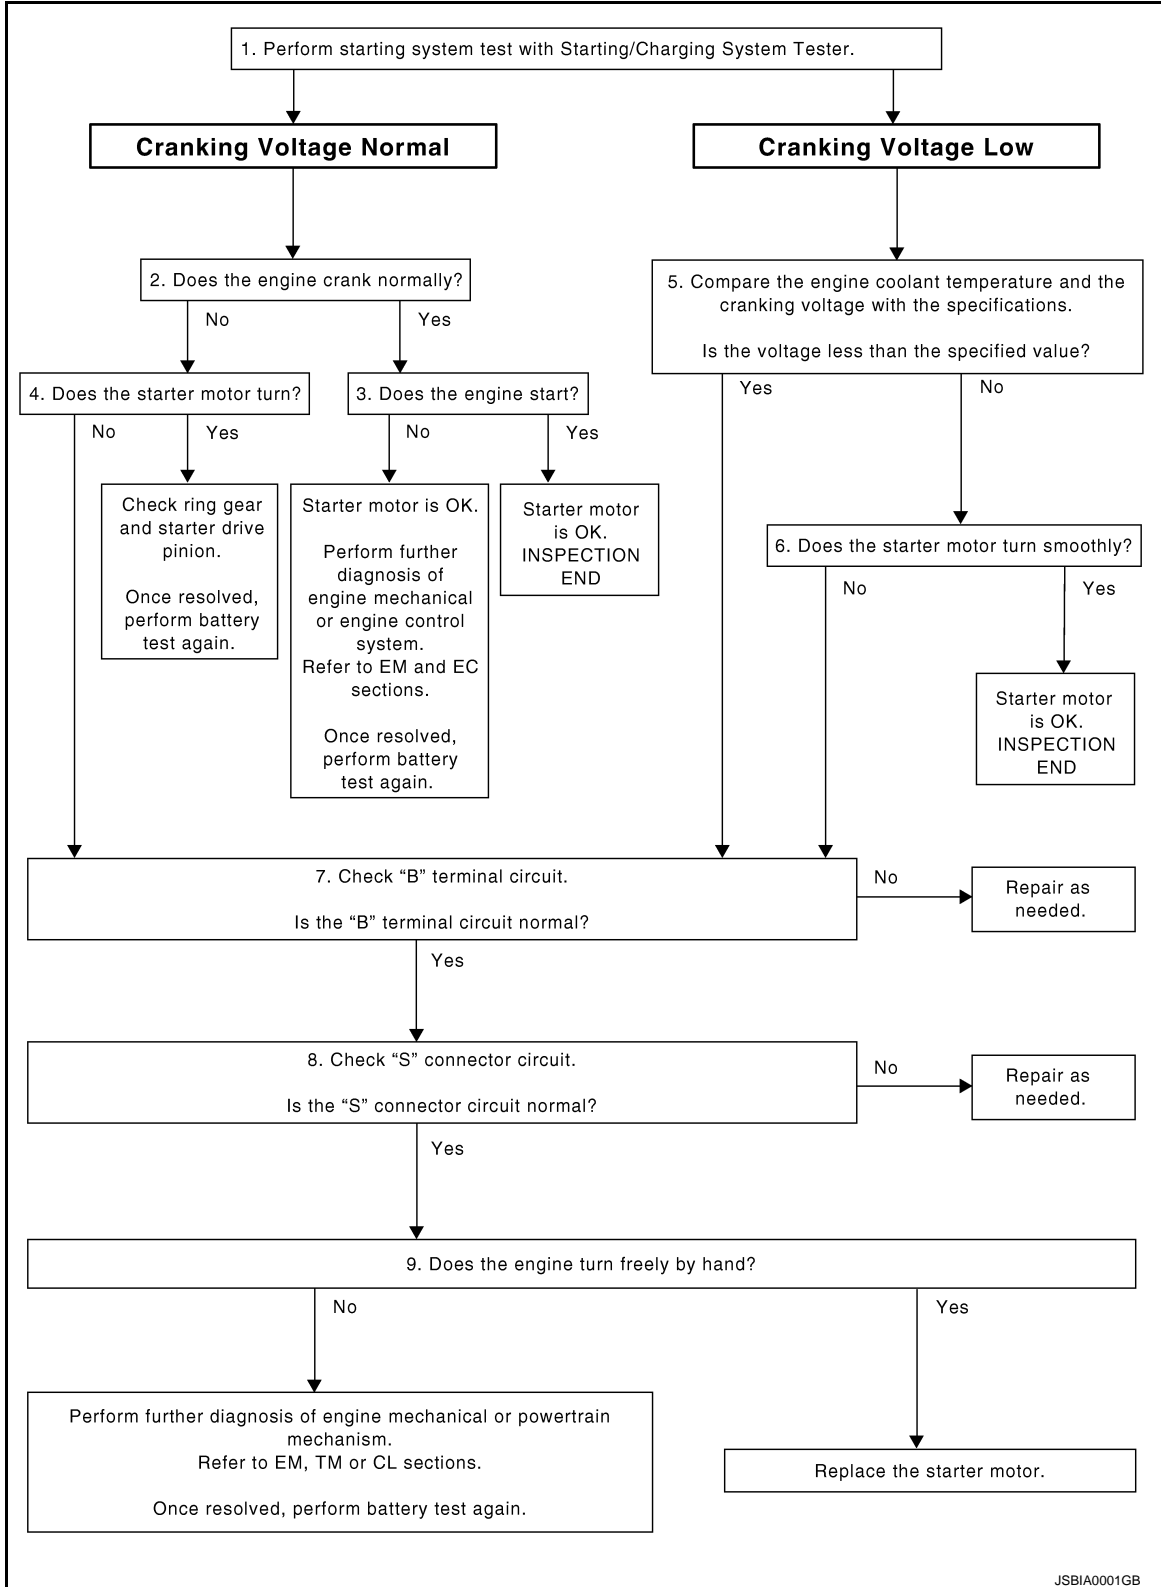 1. Perform starting system test with Starting/Charging System Tester.
Cranking Voltage Normal
Cranking Voltage Low
2. Does the engine crank normally?
No
Yes
5. Compare the engine coolant temperature and the
cranking voltage with the specifications.
Is the voltage less than the specified value?
Yes
No
4. Does the starter motor turn?
No
Yes
3. Does the engine start?
No
Yes
Check ring gear
and starter drive
pinion.
Once resolved,
perform battery
test again.
Starter motor is OK.
Perform further
diagnosis of
engine mechanical
or engine control
system.
Refer to EM and EC
sections.
Once resolved,
perform battery
test again.
Starter motor
is OK.
INSPECTION
END
6. Does the starter motor turn smoothly?
No
Yes
Starter motor
is OK.
INSPECTION
END
7. Check “B” terminal circuit.
Is the “B” terminal circuit normal?
No
Repair as
needed.
Yes
8. Check “S” connector circuit.
Is the “S” connector circuit normal?
No
Repair as
needed.
Yes
9. Does the engine turn freely by hand?
No
Yes
Perform further diagnosis of engine mechanical or powertrain
mechanism.
Refer to EM, TM or CL sections.
Once resolved, perform battery test again.
Replace the starter motor.
JSBIA0001GB